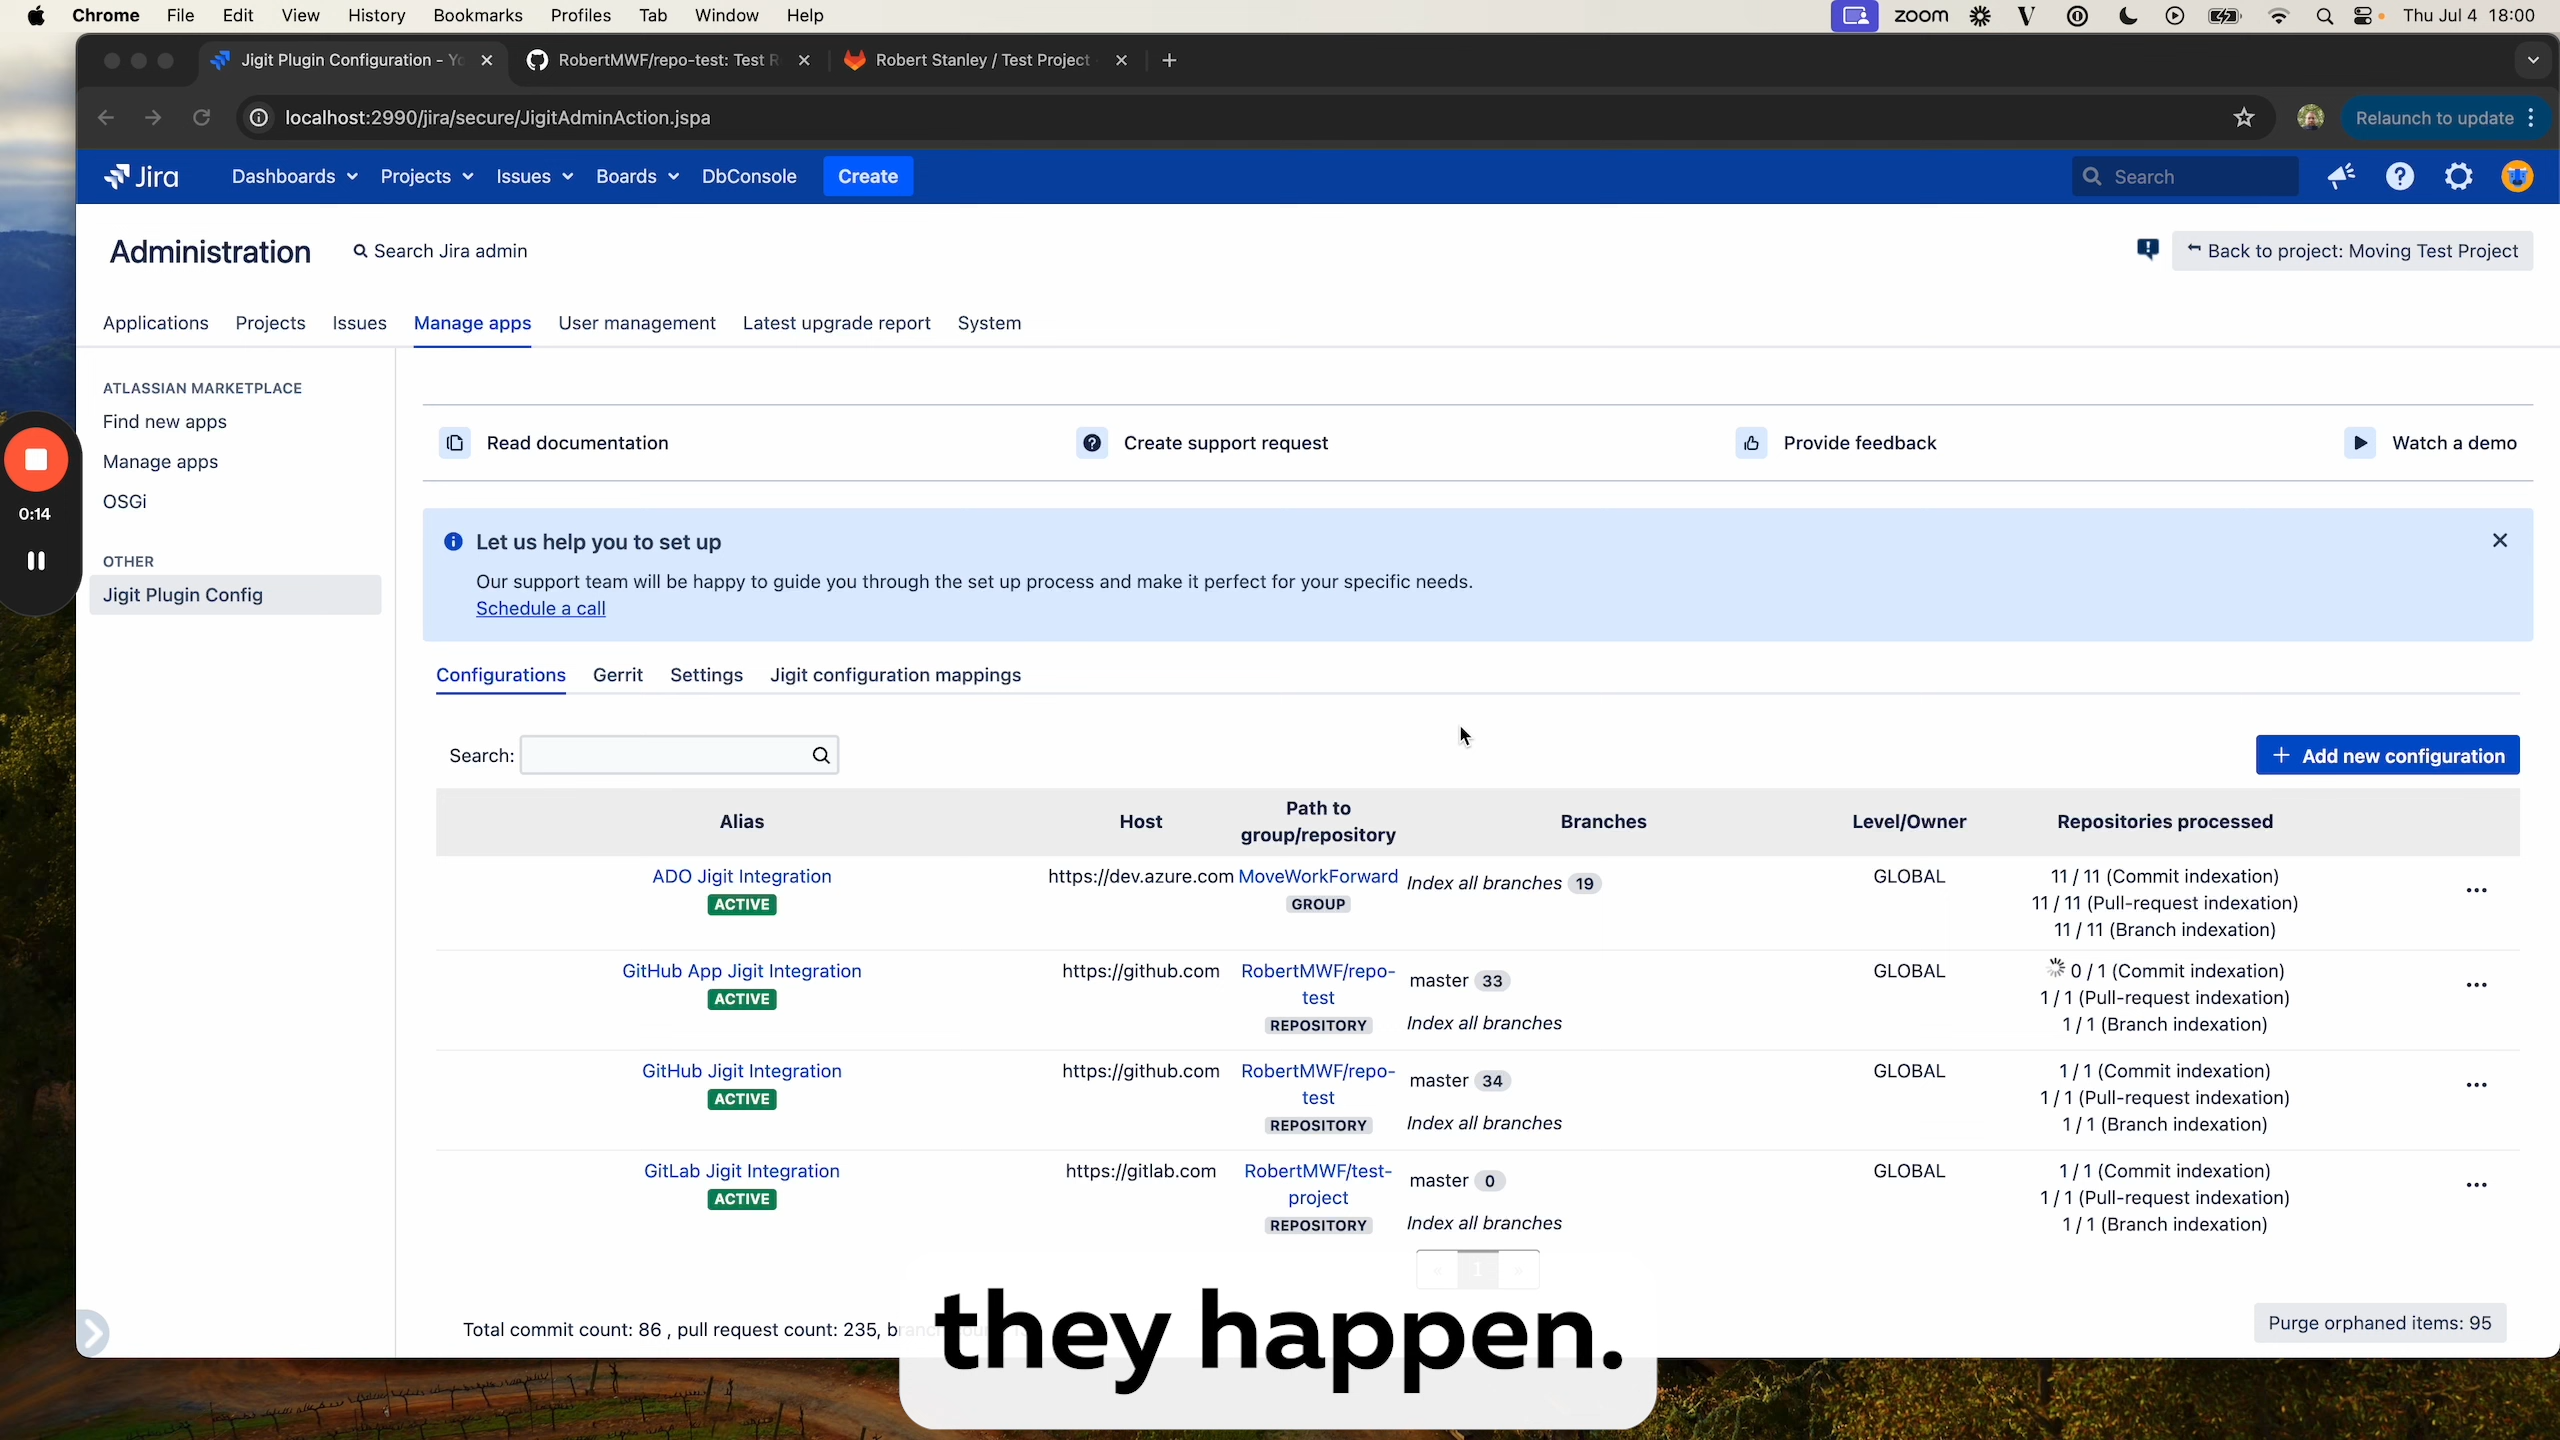 Chrome File Edit View History Bookmarks Profiles Tab Window Help zoom Thu Jul 4 18:00
Jigit Plugin Configuration - Yo RobertMWF/repo-test: Test R Robert Stanley / Test Project
localhost:2990/jira/secure/JigitAdminAction.jspa Relaunch to update
Jira Dashboards Projects Issues Boards DbConsole Create Search
Administration Search Jira admin Back to project: Moving Test Project
Applications Projects Issues Manage apps User management Latest upgrade report System
ATLASSIAN MARKETPLACE
Find new apps
Manage apps
OSGi
OTHER
Jigit Plugin Config
0:14
Read documentation Create support request Provide feedback Watch a demo
Let us help you to set up
Our support team will be happy to guide you through the set up process and make it perfect for your specific needs.
Schedule a call
Configurations Gerrit Settings Jigit configuration mappings
Search: + Add new configuration
Alias Host Path to group/repository Branches Level/Owner Repositories processed
ADO Jigit Integration https://dev.azure.com MoveWorkForward Index all branches 19 GLOBAL 11 / 11 (Commit indexation)
ACTIVE GROUP 11 / 11 (Pull-request indexation)
11 / 11 (Branch indexation)
GitHub App Jigit Integration https://github.com RobertMWF/repo- master 33 GLOBAL 0 / 1 (Commit indexation)
ACTIVE test 1 / 1 (Pull-request indexation)
REPOSITORY Index all branches 1 / 1 (Branch indexation)
GitHub Jigit Integration https://github.com RobertMWF/repo- master 34 GLOBAL 1 / 1 (Commit indexation)
ACTIVE test 1 / 1 (Pull-request indexation)
REPOSITORY Index all branches 1 / 1 (Branch indexation)
GitLab Jigit Integration https://gitlab.com RobertMWF/test- master 0 GLOBAL 1 / 1 (Commit indexation)
ACTIVE project 1 / 1 (Pull-request indexation)
REPOSITORY Index all branches 1 / 1 (Branch indexation)
« 1 »
Total commit count: 86 , pull request count: 235, Purge orphaned items: 95
they happen.